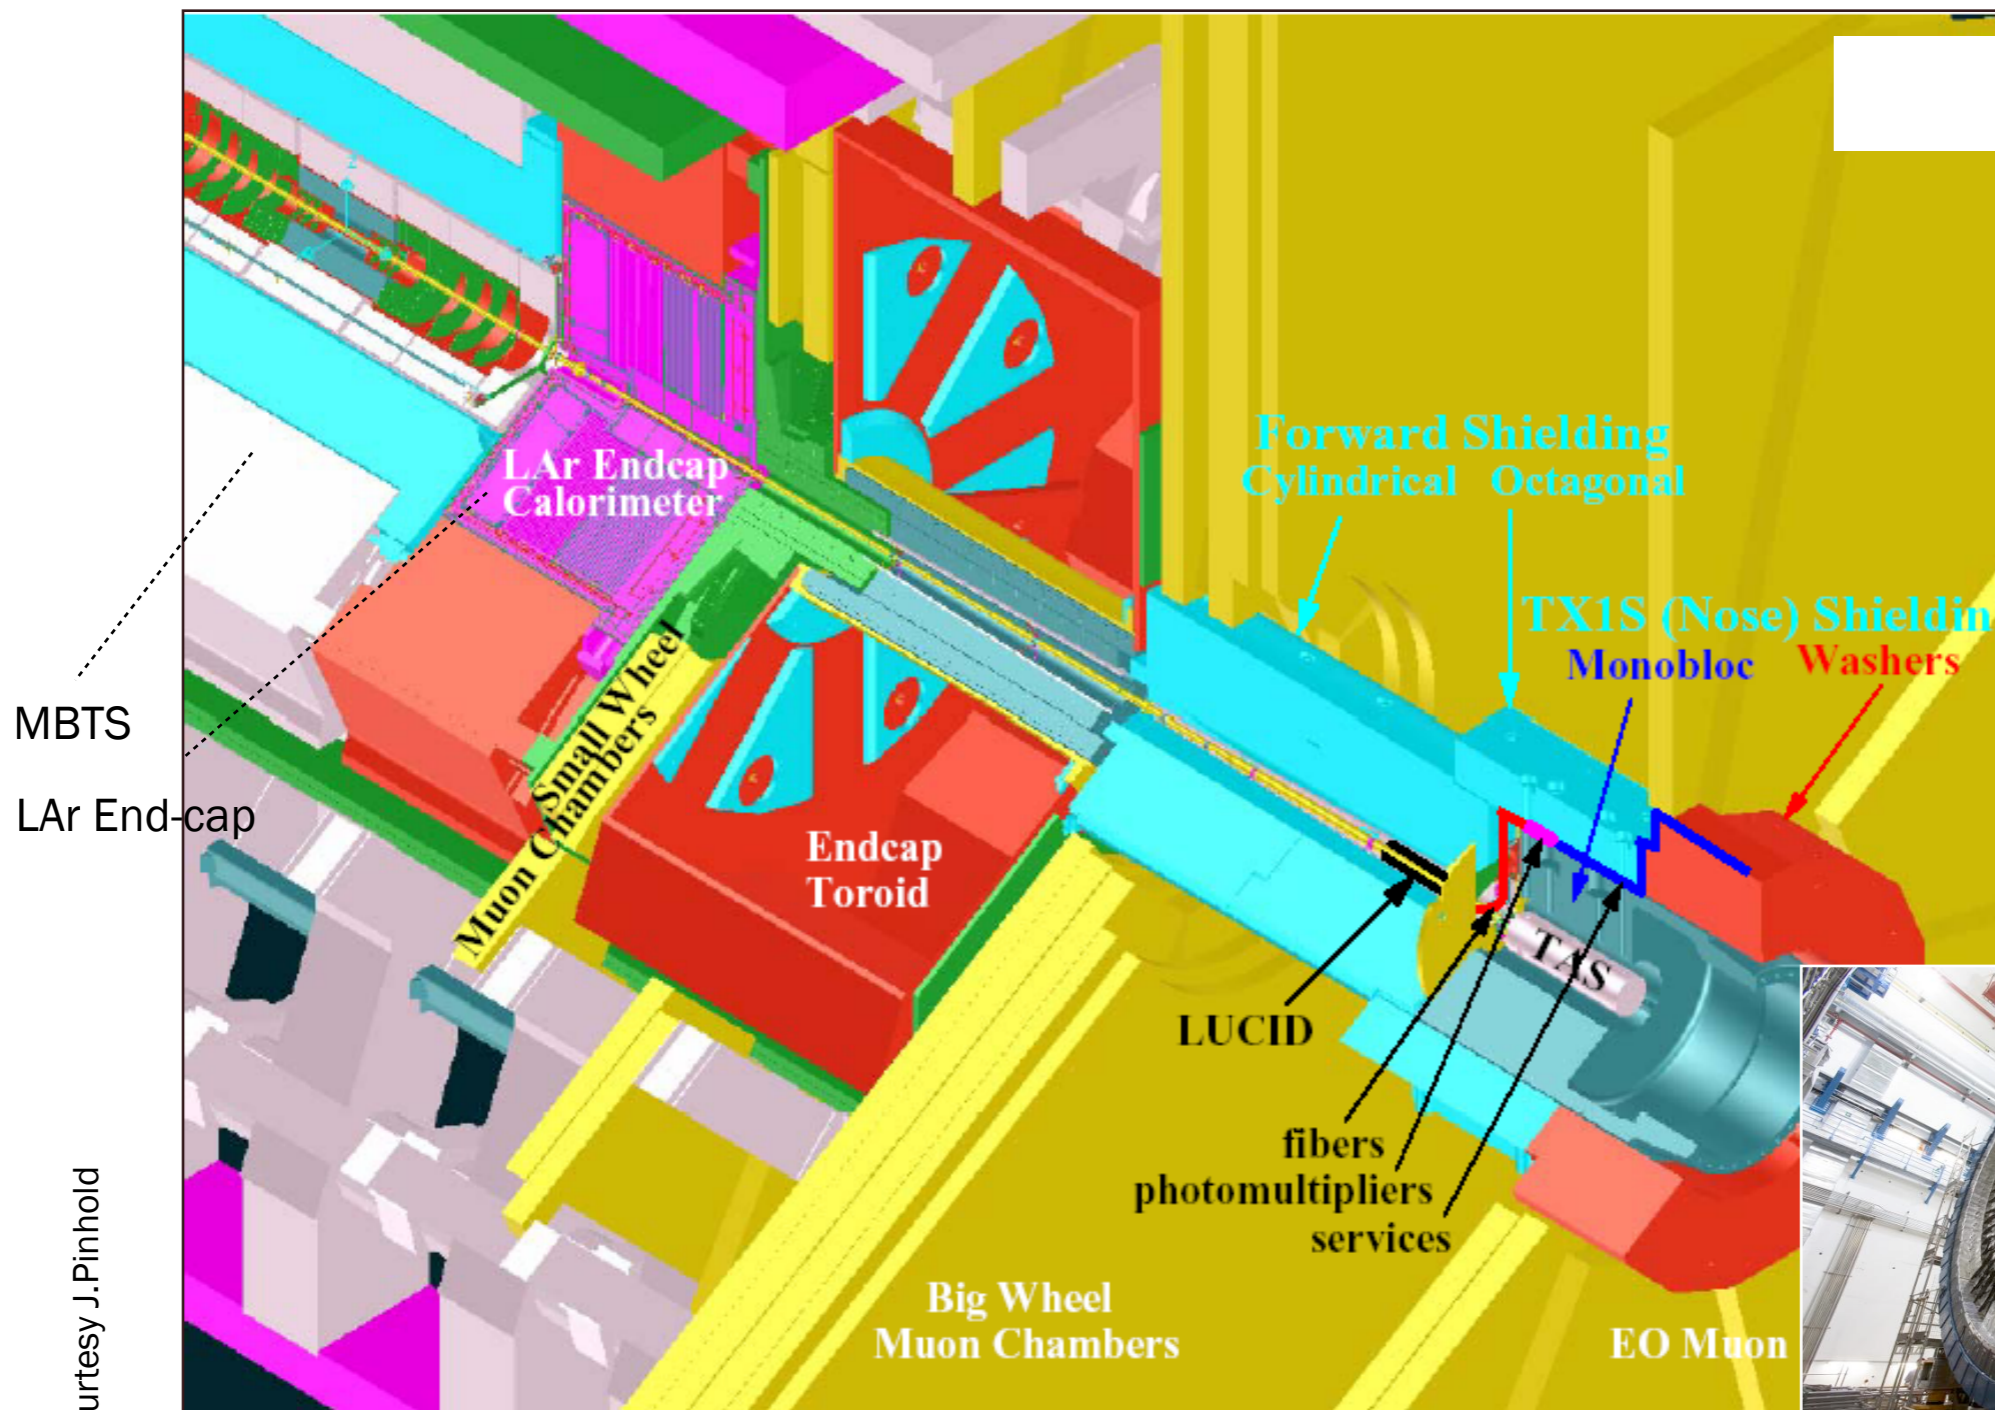 LAr Endcap
Calorimeter
Forward Shielding
Cylindrical Octagonal
TX1S (Nose) Shieldin
Monobloc Washers
MBTS
LAr End-cap
Small Wheel
Muon Chambers
Endcap
Toroid
TAS
LUCID
fibers
photomultipliers
services
Big Wheel
Muon Chambers
EO Muon
urtesy J.Pinhold